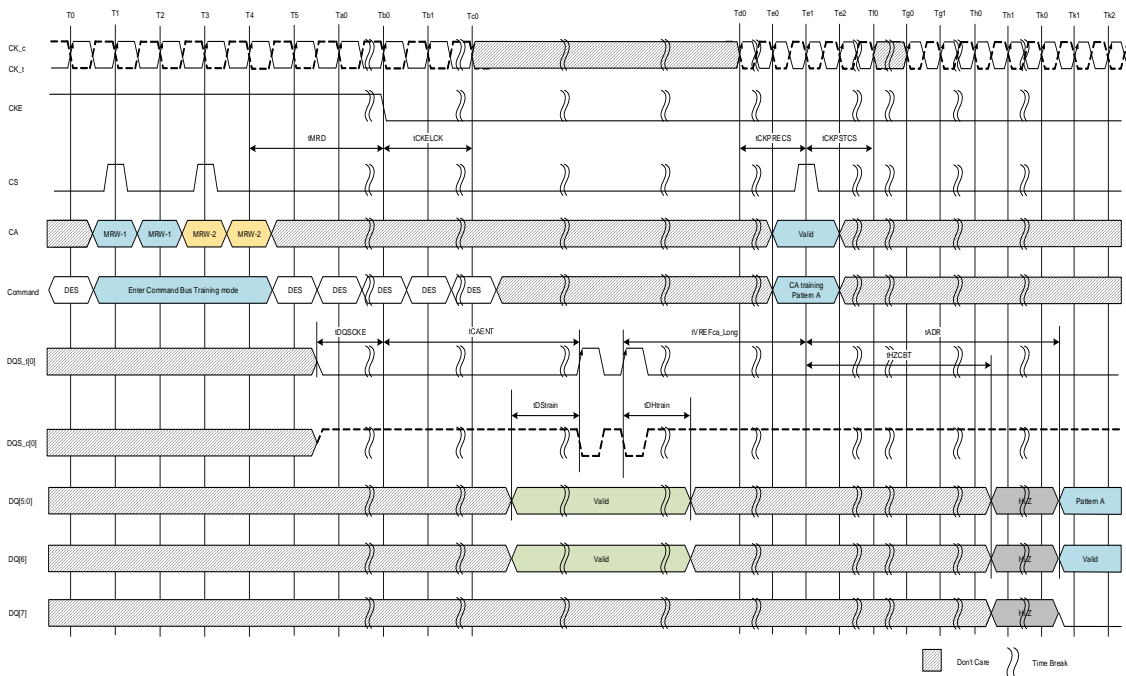 T0 T1 T2 T3 T4 T5 Ta0 Tb0 Tb1 Tc0 Td0 Te0 Te1 Te2 Tf0 Tg0 Tg1 Th0 Th1 Tk0 Tk1 Tk2
CK_c
CK_t
CKE
tMRD tCKELCK tCKPRECS tCKPSTCS
CS
CA MRW-1 MRW-1 MRW-2 MRW-2 Valid
Command DES Enter Command Bus Training mode DES DES DES DES DES CA training Pattern A
tDQSCKE tCAENT tVREFca_Long tADR
tHZCBT
DQS_t[0]
tDStrain tDHtrain
DQS_c[0]
DQ[5:0] Valid Hi-Z Pattern A
DQ[6] Valid Hi-Z Valid
DQ[7] Hi-Z
Don't Care Time Break